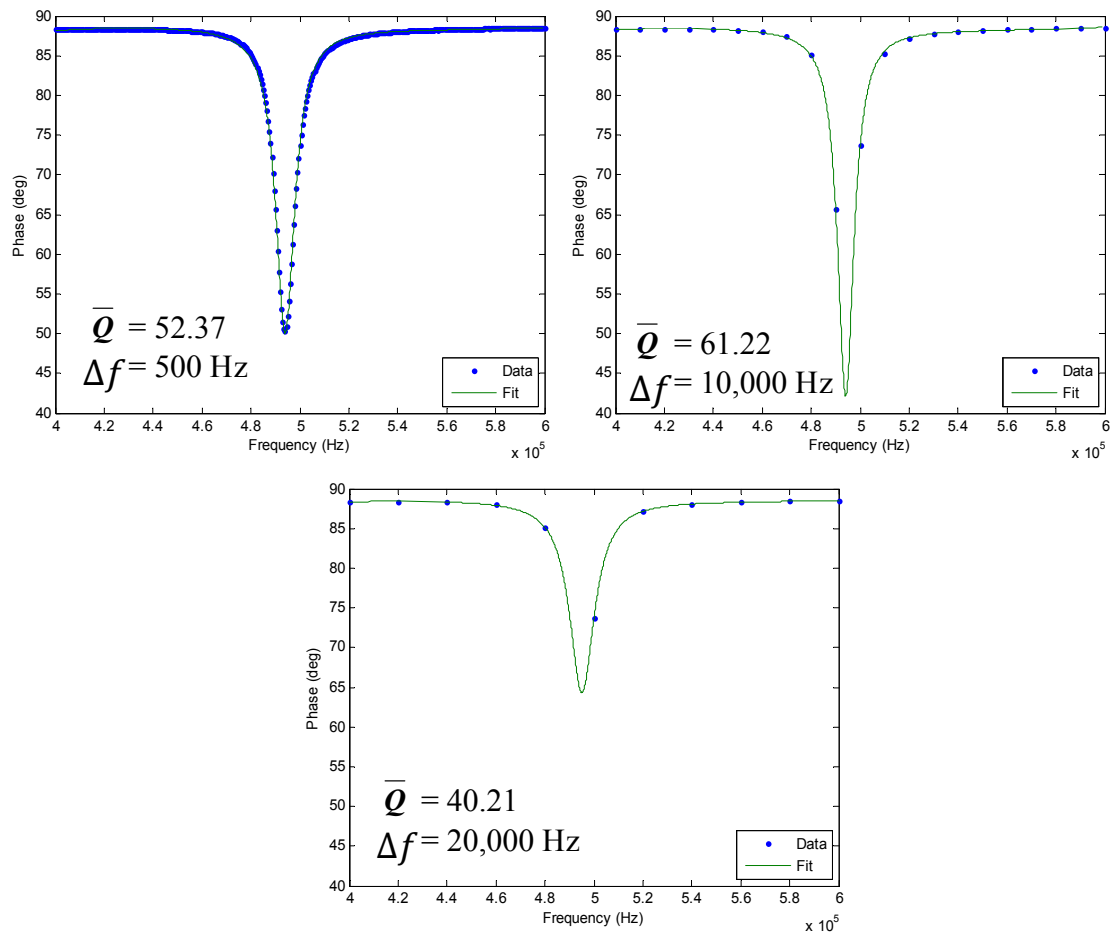 90
85
80
75
70
65
60
55
50
45
40
Phase (deg)
Q = 52.37
Δf = 500 Hz
Data
Fit
4 4.2 4.4 4.6 4.8 5 5.2 5.4 5.6 5.8 6
Frequency (Hz)
x 10⁵
90
85
80
75
70
65
60
55
50
45
40
Phase (deg)
Q = 61.22
Δf = 10,000 Hz
Data
Fit
4 4.2 4.4 4.6 4.8 5 5.2 5.4 5.6 5.8 6
Frequency (Hz)
x 10⁵
90
85
80
75
70
65
60
55
50
45
40
Phase (deg)
Q = 40.21
Δf = 20,000 Hz
Data
Fit
4 4.2 4.4 4.6 4.8 5 5.2 5.4 5.6 5.8 6
Frequency (Hz)
x 10⁵